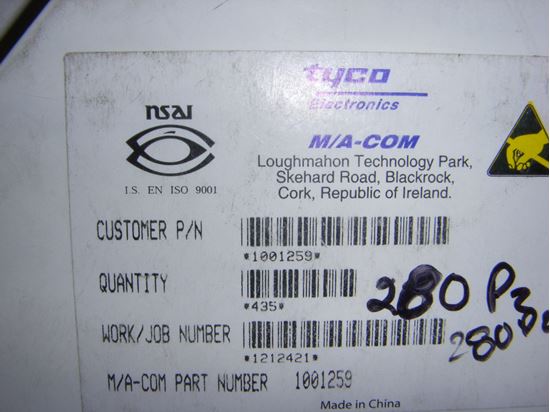 tyco
Electronics
nsai
I.S. EN ISO 9001
M/A-COM
Loughmahon Technology Park,
Skehard Road, Blackrock,
Cork, Republic of Ireland.
CUSTOMER P/N
*1001259*
QUANTITY
*435*
280 P
280
WORK/JOB NUMBER
*1212421*
M/A-COM PART NUMBER 1001259
Made in China